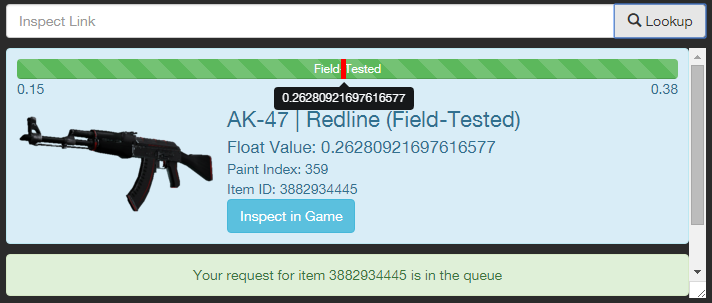 Inspect Link
Lookup
Field-Tested
0.15
0.38
0.26280921697616577
AK-47 | Redline (Field-Tested)
Float Value: 0.26280921697616577
Paint Index: 359
Item ID: 3882934445
Inspect in Game
Your request for item 3882934445 is in the queue